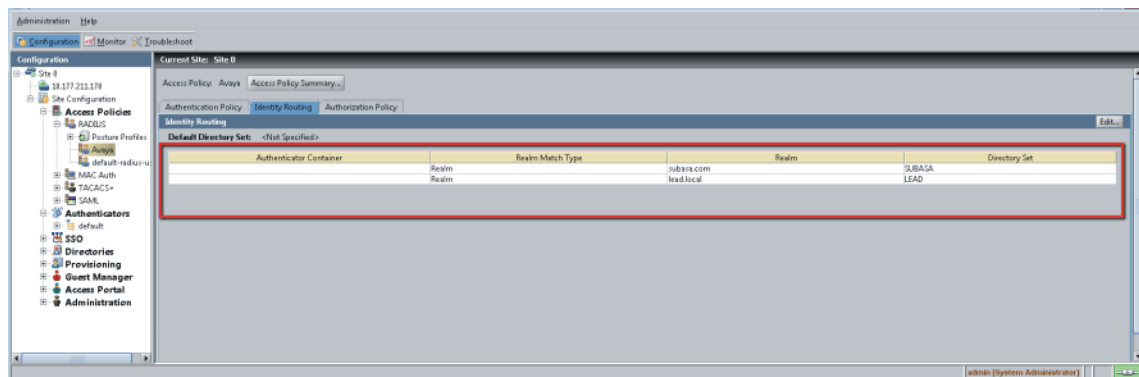 Administration Help
Configuration Monitor Troubleshoot
Configuration
Current Site: Site 0
Site 0
10.177.211.178
Site Configuration
Access Policies
RADIUS
Posture Profiles
Avaya
default-radius-u
MAC Auth
TACACS+
SAML
Authenticators
default
SSO
Directories
Provisioning
Guest Manager
Access Portal
Administration
Access Policy: Avaya Access Policy Summary...
Authentication Policy Identity Routing Authorization Policy
Identity Routing Edit...
Default Directory Set: <Not Specified>
Authenticator Container Realm Match Type Realm Directory Set
Realm subasa.com SUBASA
Realm lead.local LEAD
admin [System Administrator]